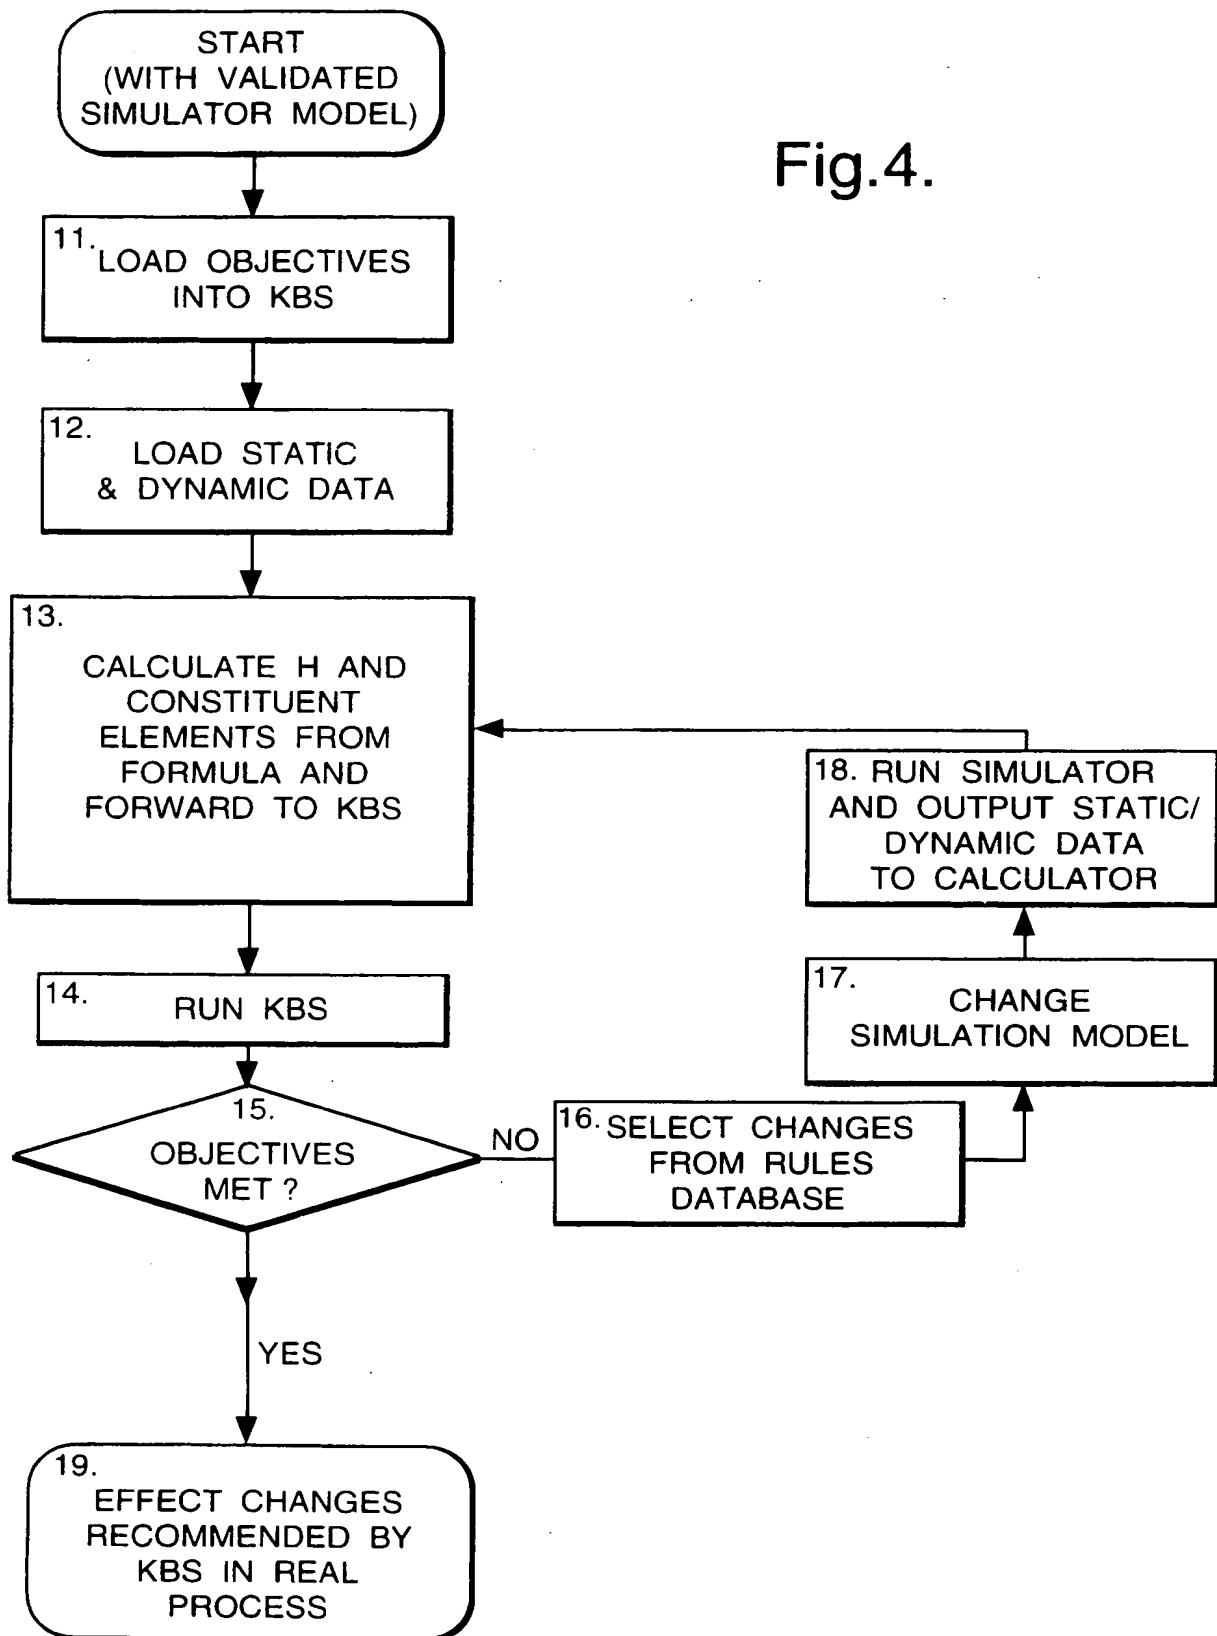 START
(WITH VALIDATED
SIMULATOR MODEL)
Fig.4.
11.
LOAD OBJECTIVES
INTO KBS
12.
LOAD STATIC
& DYNAMIC DATA
13.
CALCULATE H AND
CONSTITUENT
ELEMENTS FROM
FORMULA AND
FORWARD TO KBS
14.
RUN KBS
15.
OBJECTIVES
MET ?
NO
16. SELECT CHANGES
FROM RULES
DATABASE
17.
CHANGE
SIMULATION MODEL
18. RUN SIMULATOR
AND OUTPUT STATIC/
DYNAMIC DATA
TO CALCULATOR
YES
19.
EFFECT CHANGES
RECOMMENDED BY
KBS IN REAL
PROCESS